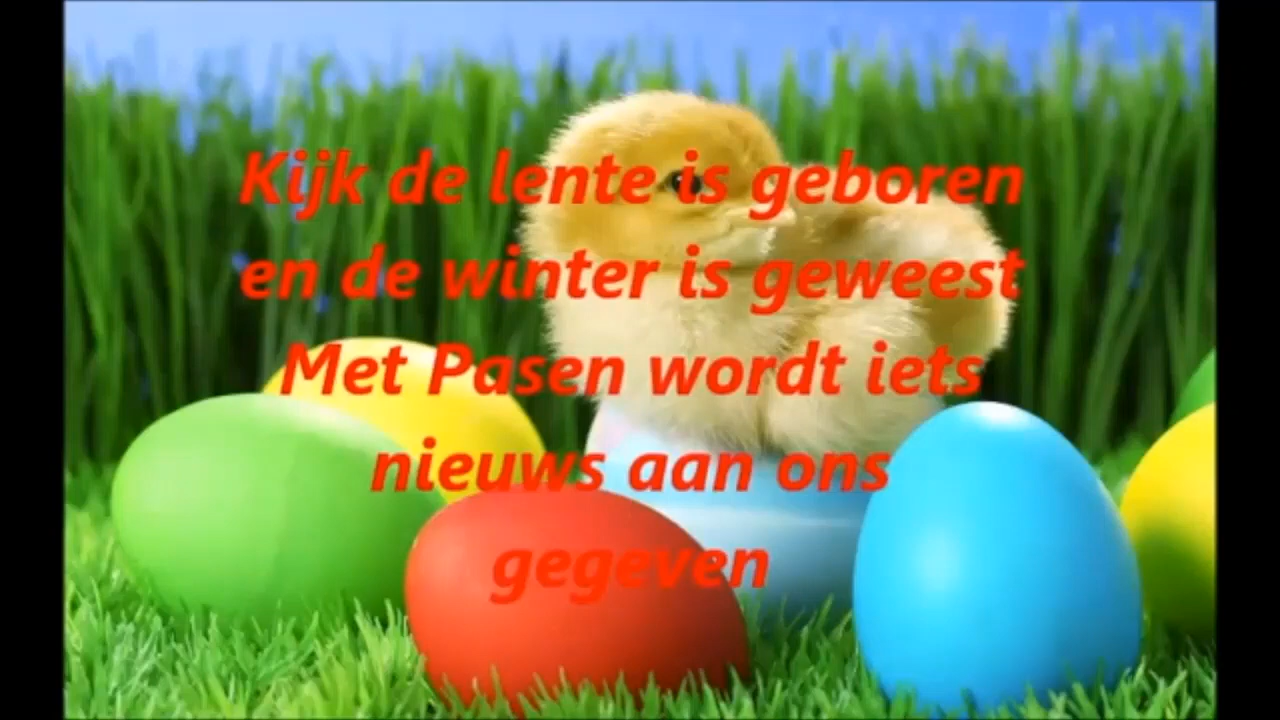 Kijk de lente is geboren
en de winter is geweest
Met Pasen wordt iets
nieuws aan ons
gegeven